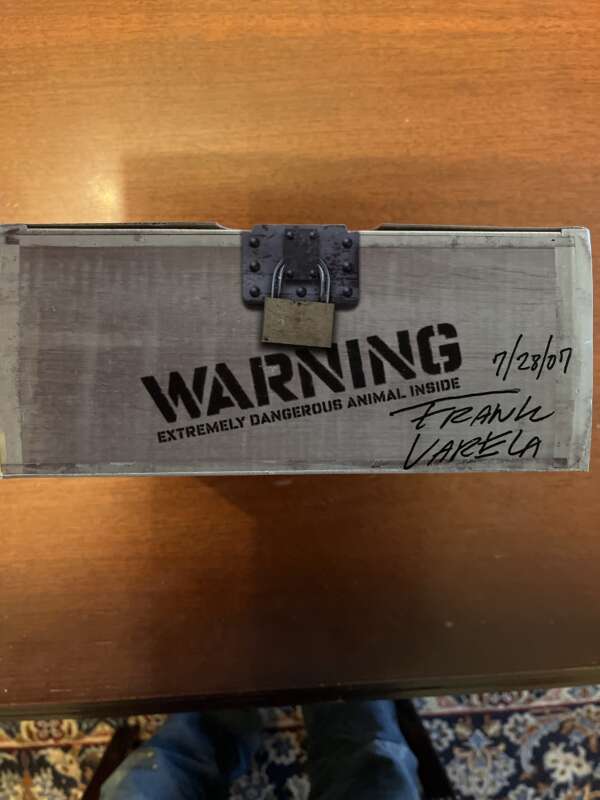 WARNING
EXTREMELY DANGEROUS ANIMAL INSIDE
7/28/07
FRANK
VARELA